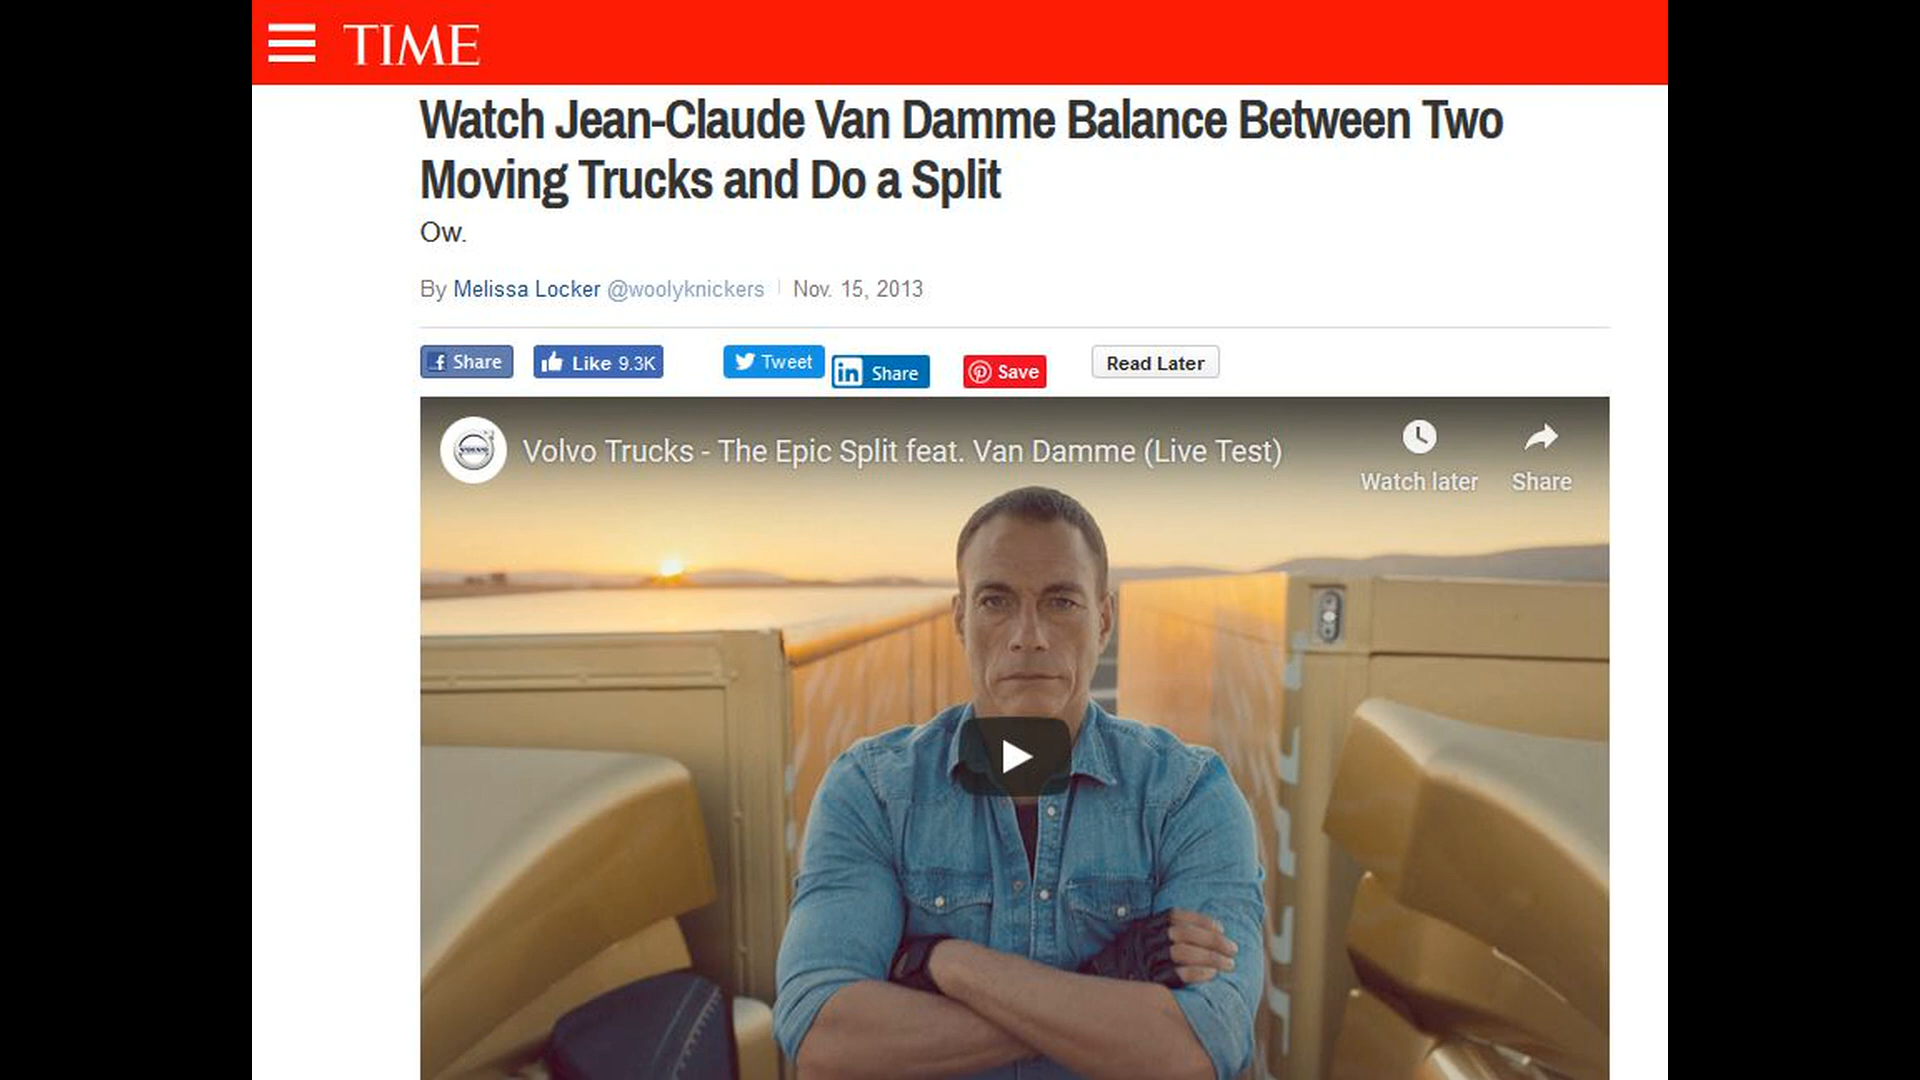 TIME
Watch Jean-Claude Van Damme Balance Between Two
Moving Trucks and Do a Split
Ow.
By Melissa Locker @woolyknickers Nov. 15, 2013
Share Like 9.3K Tweet Share Save Read Later
Volvo Trucks - The Epic Split feat. Van Damme (Live Test)
Watch later Share